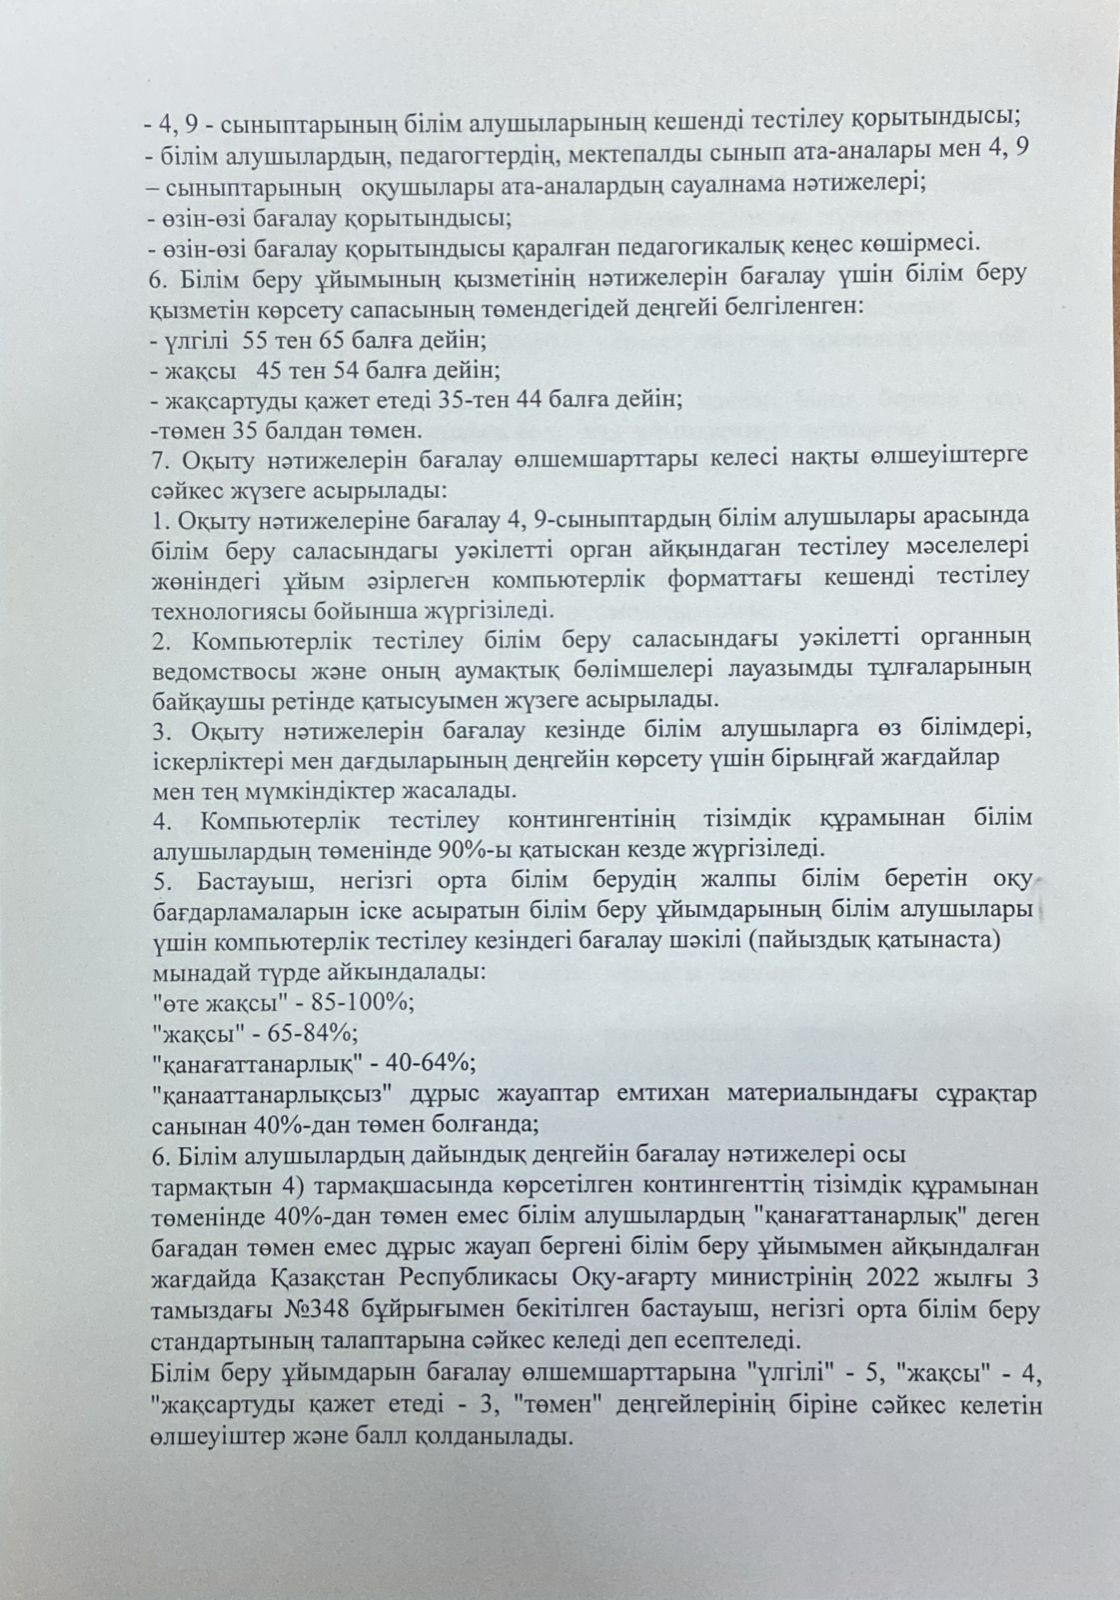 - 4, 9 - сыныптарының білім алушыларының кешенді тестілеу қорытындысы;
- білім алушылардың, педагогтердің, мектепалды сынып ата-аналары мен 4, 9
– сыныптарының оқушылары ата-аналардың сауалнама нәтижелері;
- өзін-өзі бағалау қорытындысы;
- өзін-өзі бағалау қорытындысы қаралған педагогикалық кеңес көшірмесі.
6. Білім беру ұйымының қызметінің нәтижелерін бағалау үшін білім беру
қызметін көрсету сапасының төмендегідей деңгейі белгіленген:
- үлгілі 55 тен 65 балға дейін;
- жақсы 45 тен 54 балға дейін;
- жақсартуды қажет етеді 35-тен 44 балға дейін;
-төмен 35 балдан төмен.
7. Оқыту нәтижелерін бағалау өлшемшарттары келесі нақты өлшеуіштерге
сәйкес жүзеге асырылады:
1. Оқыту нәтижелеріне бағалау 4, 9-сыныптардың білім алушылары арасында
білім беру саласындагы уәкілетті орган айқындаган тестілеу мәселелері
жөніндегі ұйым әзірлеген компьютерлік форматтағы кешенді тестілеу
технологиясы бойынша жүргізіледі.
2. Компьютерлік тестілеу білім беру саласындағы уәкілетті органның
ведомствосы және оның аумақтық бөлімшелері лауазымды тұлғаларының
байқаушы ретінде қатысуымен жүзеге асырылады.
3. Оқыту нәтижелерін бағалау кезінде білім алушыларга өз білімдері,
іскерліктері мен дағдыларының деңгейін көрсету үшін бірыңғай жағдайлар
мен тең мүмкіндіктер жасалады.
4. Компьютерлік тестілеу контингентінің тізімдік құрамынан білім
алушылардың төменінде 90%-ы қатыскан кезде жүргізіледі.
5. Бастауыш, негізгі орта білім берудің жалпы білім беретін оқу
бағдарламаларын іске асыратын білім беру ұйымдарының білім алушылары
үшін компьютерлік тестілеу кезіндегі бағалау шәкілі (пайыздық қатынаста)
мынадай түрде айкындалады:
"өте жақсы" - 85-100%;
"жақсы" - 65-84%;
"қанағаттанарлық" - 40-64%;
"қанааттанарлықсыз" дұрыс жауаптар емтихан материалындағы сұрақтар
санынан 40%-дан төмен болғанда;
6. Білім алушылардың дайындық деңгейін бағалау нәтижелері осы
тармақтын 4) тармақшасында көрсетілген контингенттің тізімдік құрамынан
төменінде 40%-дан төмен емес білім алушылардың "қанағаттанарлық" деген
бағадан төмен емес дұрыс жауап бергені білім беру ұйымымен айқындалған
жағдайда Қазақстан Республикасы Оқу-ағарту министрінің 2022 жылғы 3
тамыздағы №348 бұйрығымен бекітілген бастауыш, негізгі орта білім беру
стандартының талаптарына сәйкес келеді деп есептеледі.
Білім беру ұйымдарын бағалау өлшемшарттарына "үлгілі" - 5, "жақсы" - 4,
"жақсартуды қажет етеді - 3, "төмен" деңгейлерінің біріне сәйкес келетін
өлшеуіштер және балл қолданылады.